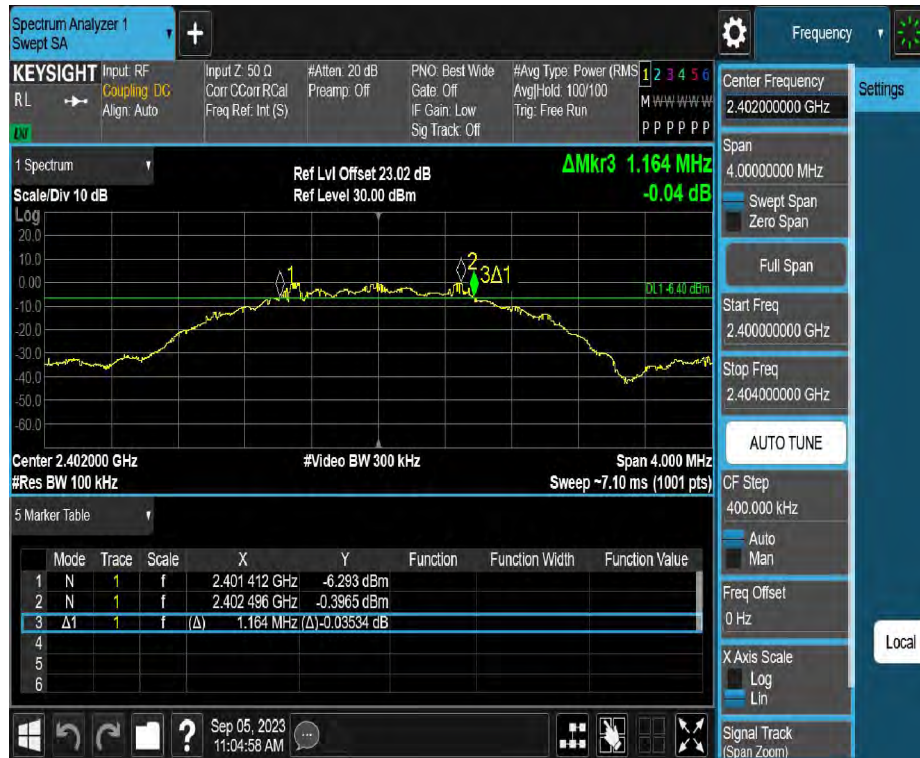 Spectrum Analyzer 1
Swept SA
+
Frequency
KEYSIGHT
RL
Input: RF
Coupling: DC
Align: Auto
Input Z: 50 Ω
Corr CCorr RCal
Freq Ref: Int (S)
#Atten: 20 dB
Preamp: Off
PNO: Best Wide
Gate: Off
IF Gain: Low
Sig Track: Off
#Avg Type: Power (RMS
Avg|Hold: 100/100
Trig: Free Run
1 2 3 4 5 6
M W W W W W
P P P P P P
1 Spectrum
Scale/Div 10 dB
Ref Lvl Offset 23.02 dB
Ref Level 30.00 dBm
ΔMkr3 1.164 MHz
-0.04 dB
Log
20.0
10.0
0.00
-10.0
-20.0
-30.0
-40.0
-50.0
-60.0
1
2
3Δ1
DL1 -6.40 dBm
Center 2.402000 GHz
#Res BW 100 kHz
#Video BW 300 kHz
Span 4.000 MHz
Sweep ~7.10 ms (1001 pts)
5 Marker Table
Mode Trace Scale X Y Function Function Width Function Value
1 N 1 f 2.401 412 GHz -6.293 dBm
2 N 1 f 2.402 496 GHz -0.3965 dBm
3 Δ1 1 f (Δ) 1.164 MHz (Δ)-0.03534 dB
4
5
6
?
Sep 05, 2023
11:04:58 AM
Center Frequency
2.402000000 GHz
Span
4.00000000 MHz
Swept Span
Zero Span
Full Span
Start Freq
2.400000000 GHz
Stop Freq
2.404000000 GHz
AUTO TUNE
CF Step
400.000 kHz
Auto
Man
Freq Offset
0 Hz
X Axis Scale
Log
Lin
Signal Track
(Span Zoom)
Settings
Local